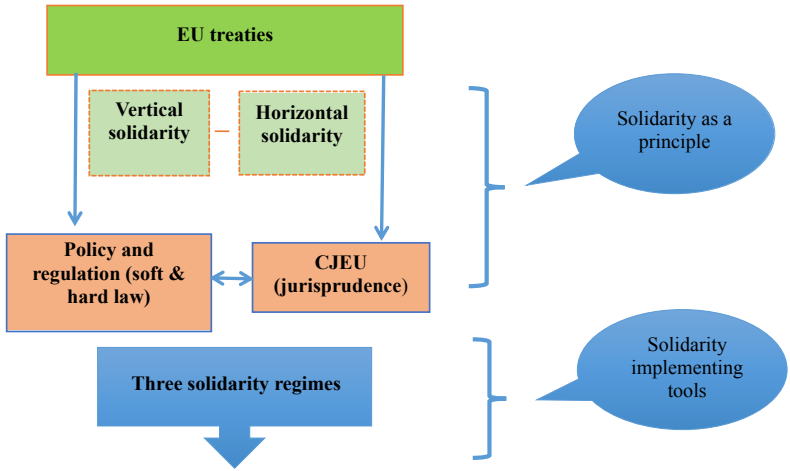 EU treaties
Vertical
solidarity
–
Horizontal
solidarity
Solidarity as a
principle
Policy and
regulation (soft &
hard law)
CJEU
(jurisprudence)
Three solidarity regimes
Solidarity
implementing
tools